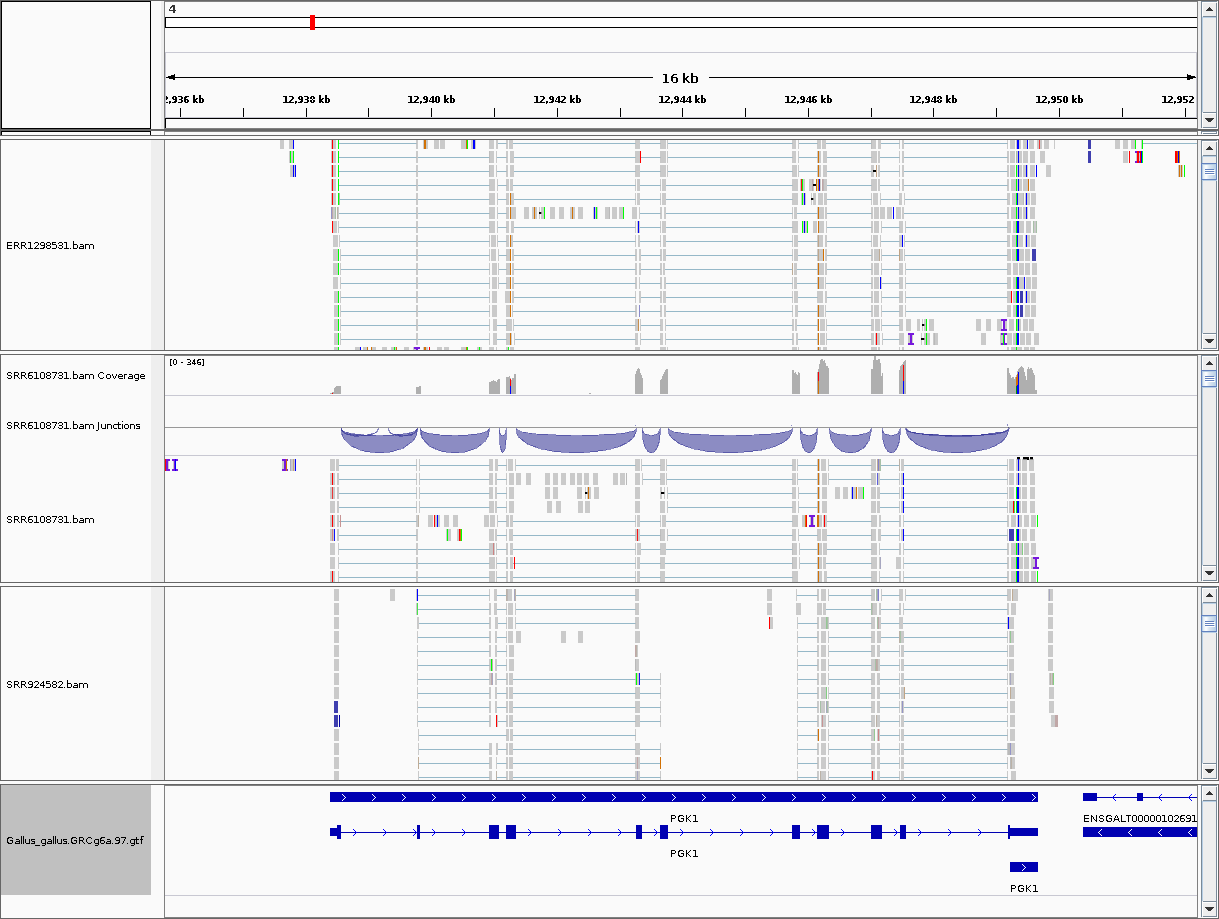 4
16 kb
2,936 kb 12,938 kb 12,940 kb 12,942 kb 12,944 kb 12,946 kb 12,948 kb 12,950 kb 12,952
ERR1298531.bam
[0 - 346]
SRR6108731.bam Coverage
SRR6108731.bam Junctions
SRR6108731.bam
SRR924582.bam
PGK1
ENSGALT00000102691
Gallus_gallus.GRCg6a.97.gtf
PGK1
PGK1